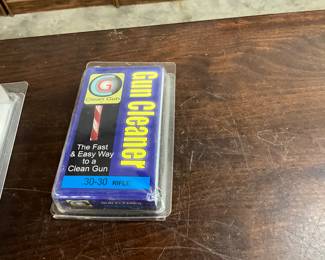 G
Clean Gun
Gun Cleaner
The Fast
& Easy Way
to a
Clean Gun
.30-30 RIFLE